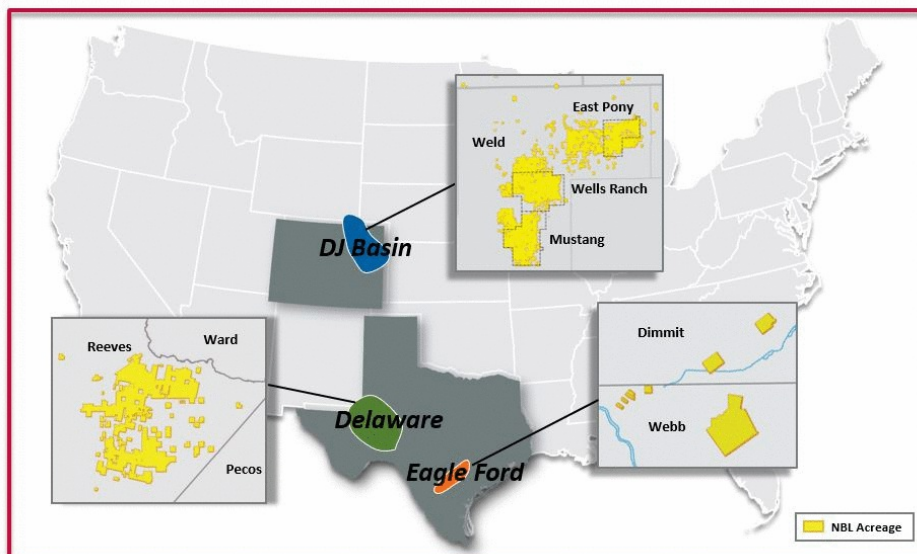 East Pony
Weld
Wells Ranch
Mustang
DJ Basin
Reeves
Ward
Pecos
Delaware
Eagle Ford
Dimmit
Webb
NBL Acreage